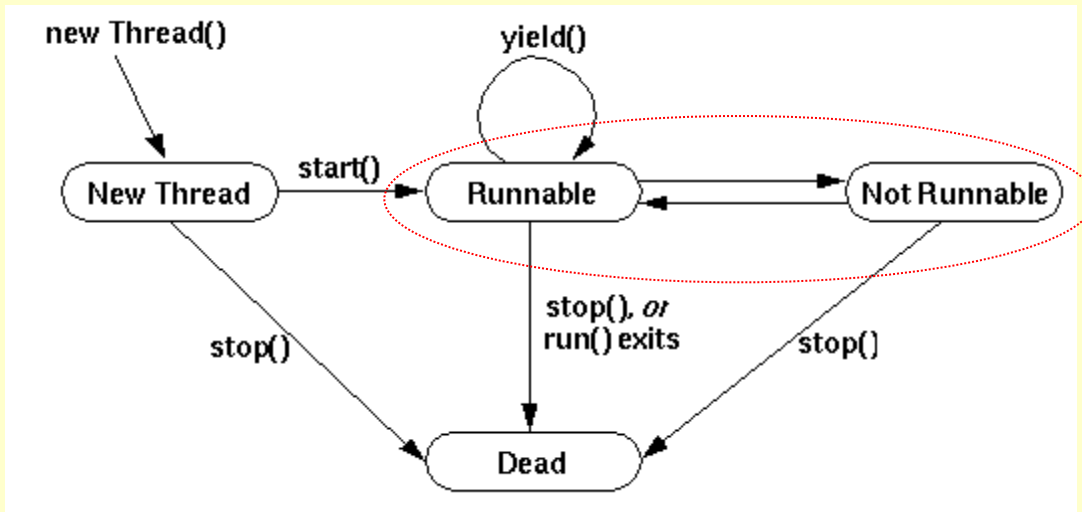 new Thread()
yield()
start()
New Thread
Runnable
Not Runnable
stop(), or
run() exits
stop()
stop()
Dead